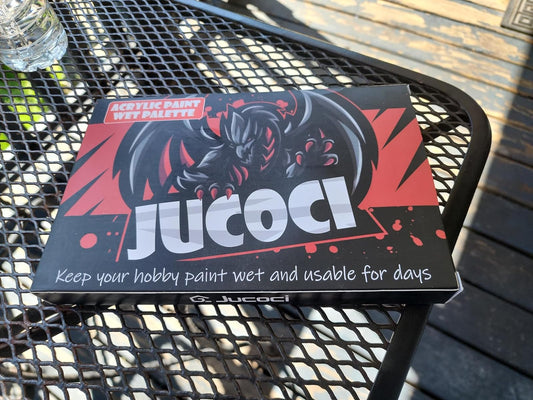 ACRYLIC PAINT
WET PALETTE
JUCOCI
Keep your hobby paint wet and usable for days
Jucoci